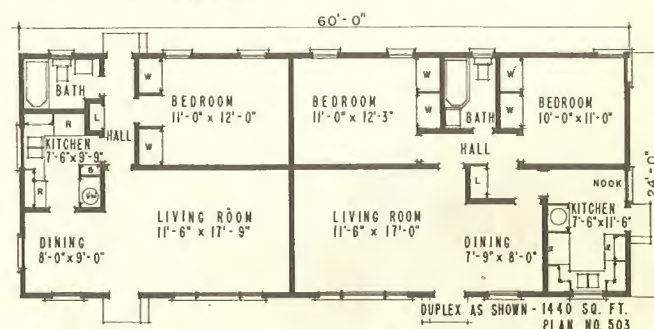 60'-0"
BATH
W
BEDROOM
11'-0" x 12'-0"
W
L
HALL
R
KITCHEN
7'-6" x 9'-9"
R
DINING
8'-0" x 9'-0"
LIVING ROOM
11'-6" x 17'-9"
BEDROOM
11'-0" x 12'-3"
W
W
BATH
W
W
BEDROOM
10'-0" x 11'-0"
HALL
L
LIVING ROOM
11'-6" x 17'-0"
DINING
7'-9" x 8'-0"
NOOK
KITCHEN
7'-6" x 11'-6"
24'-0"
DUPLEX AS SHOWN - 1440 SQ. FT.
PLAN NO. 503